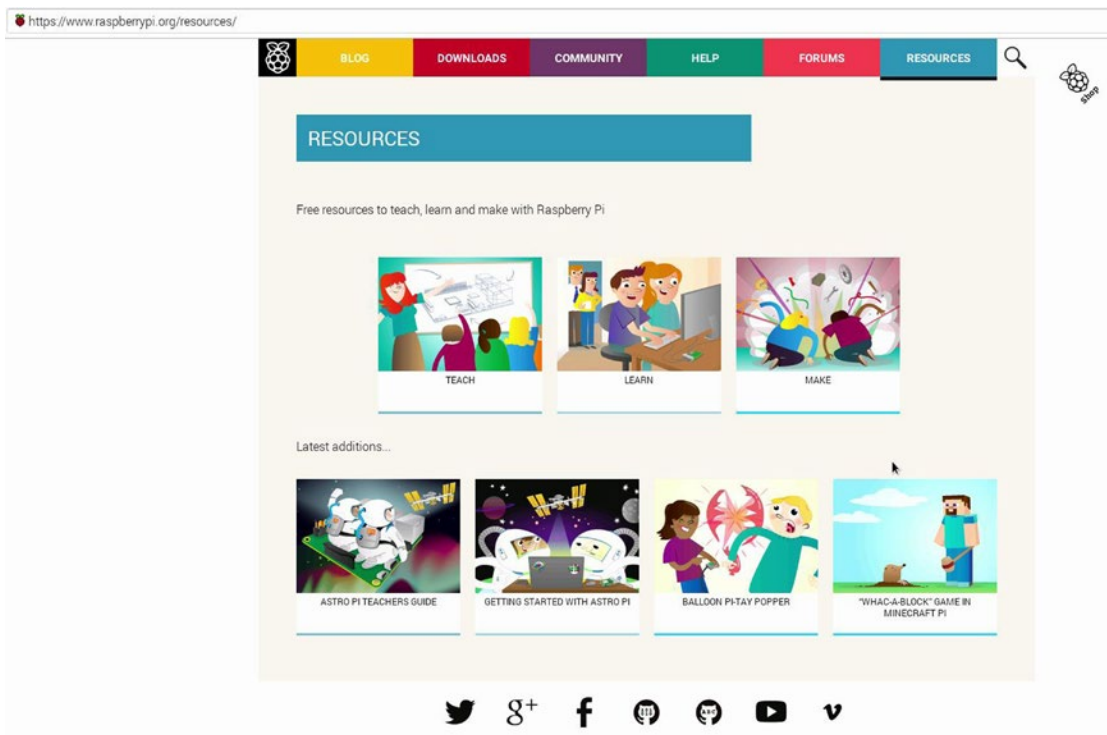 https://www.raspberrypi.org/resources/
BLOG
DOWNLOADS
COMMUNITY
HELP
FORUMS
RESOURCES
Shop
RESOURCES
Free resources to teach, learn and make with Raspberry Pi
TEACH
LEARN
MAKE
Latest additions...
ASTRO PI TEACHERS GUIDE
GETTING STARTED WITH ASTRO PI
BALLOON PI-TAY POPPER
"WHAC-A-BLOCK" GAME IN
MINECRAFT PI
g+
f